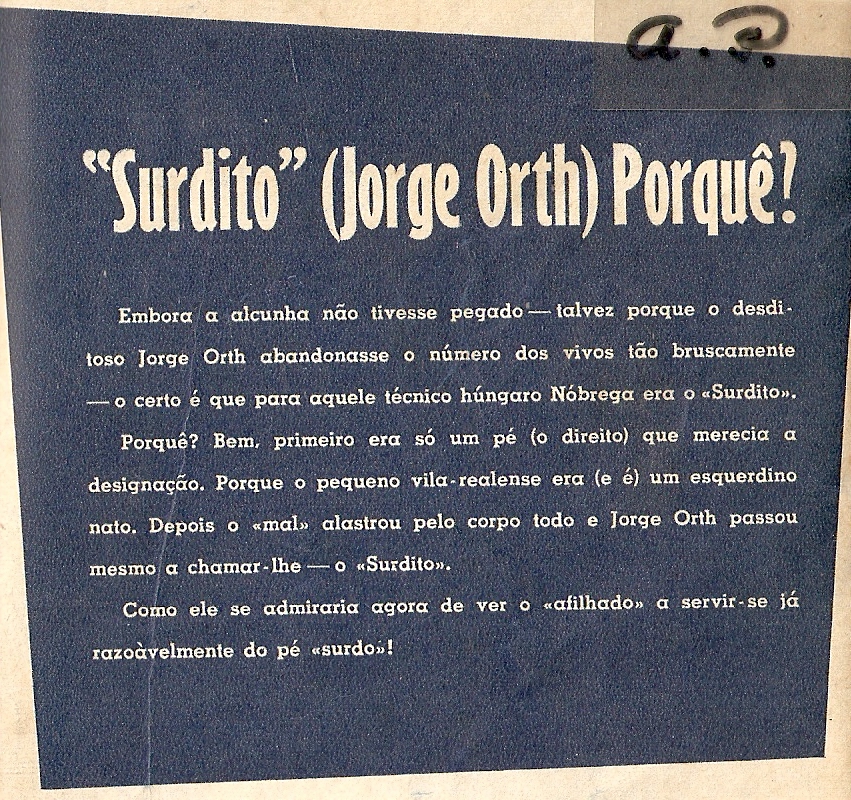 a. P.
“Surdito” (Jorge Orth) Porquê?
Embora a alcunha não tivesse pegado — talvez porque o desdi-
toso Jorge Orth abandonasse o número dos vivos tão bruscamente
— o certo é que para aquele técnico húngaro Nóbrega era o «Surdito».
Porquê? Bem, primeiro era só um pé (o direito) que merecia a
designação. Porque o pequeno vila-realense era (e é) um esquerdino
nato. Depois o «mal» alastrou pelo corpo todo e Jorge Orth passou
mesmo a chamar-lhe — o «Surdito».
Como ele se admiraria agora de ver o «afilhado» a servir-se já
razoàvelmente do pé «surdo»!